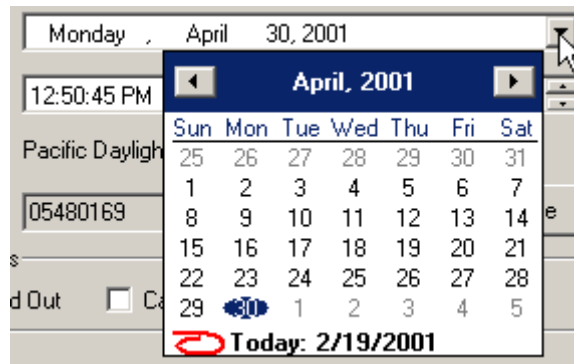 Monday , April 30, 2001
12:50:45 PM
April, 2001
Sun Mon Tue Wed Thu Fri Sat
Pacific Dayligh
25 26 27 28 29 30 31
1 2 3 4 5 6 7
05480169
8 9 10 11 12 13 14
e
15 16 17 18 19 20 21
s
22 23 24 25 26 27 28
d Out
Ca
29 30 1 2 3 4 5
Today: 2/19/2001